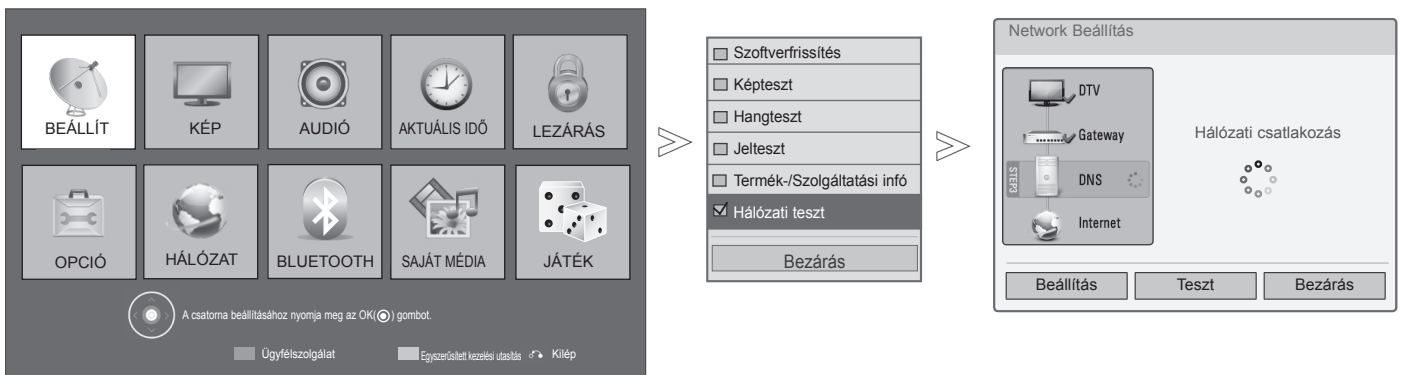 BEÁLLÍT
KÉP
AUDIÓ
AKTUÁLIS IDŐ
LEZÁRÁS
OPCIÓ
HÁLÓZAT
BLUETOOTH
SAJÁT MÉDIA
JÁTÉK
A csatorna beállításához nyomja meg az OK(◉) gombot.
Ügyfélszolgálat
Egyszerűsített kezelési utasítás
Kilép
Szoftverfrissítés
Képteszt
Hangteszt
Jelteszt
Termék-/Szolgáltatási infó
Hálózati teszt
Bezárás
Network Beállítás
DTV
Gateway
STEP3
DNS
Internet
Hálózati csatlakozás
Beállítás
Teszt
Bezárás